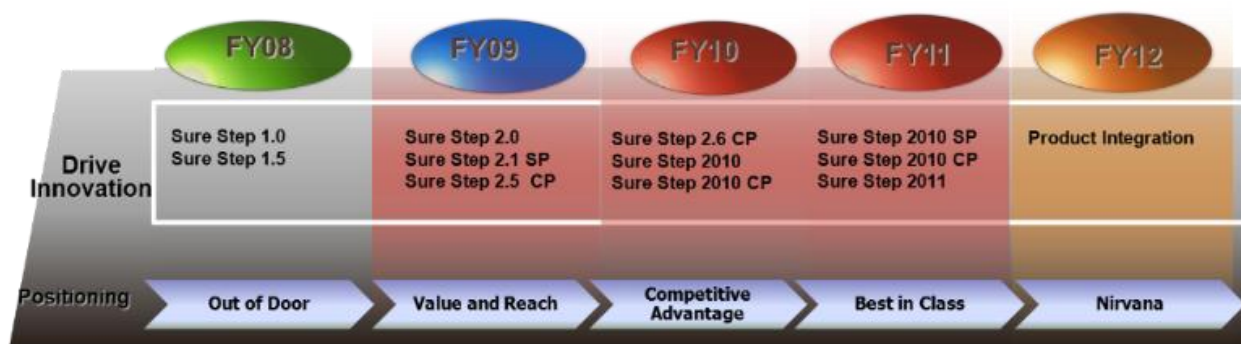 FY08
FY09
FY10
FY11
FY12
Drive
Innovation
Sure Step 1.0
Sure Step 1.5
Sure Step 2.0
Sure Step 2.1 SP
Sure Step 2.5 CP
Sure Step 2.6 CP
Sure Step 2010
Sure Step 2010 CP
Sure Step 2010 SP
Sure Step 2010 CP
Sure Step 2011
Product Integration
Positioning
Out of Door
Value and Reach
Competitive
Advantage
Best in Class
Nirvana